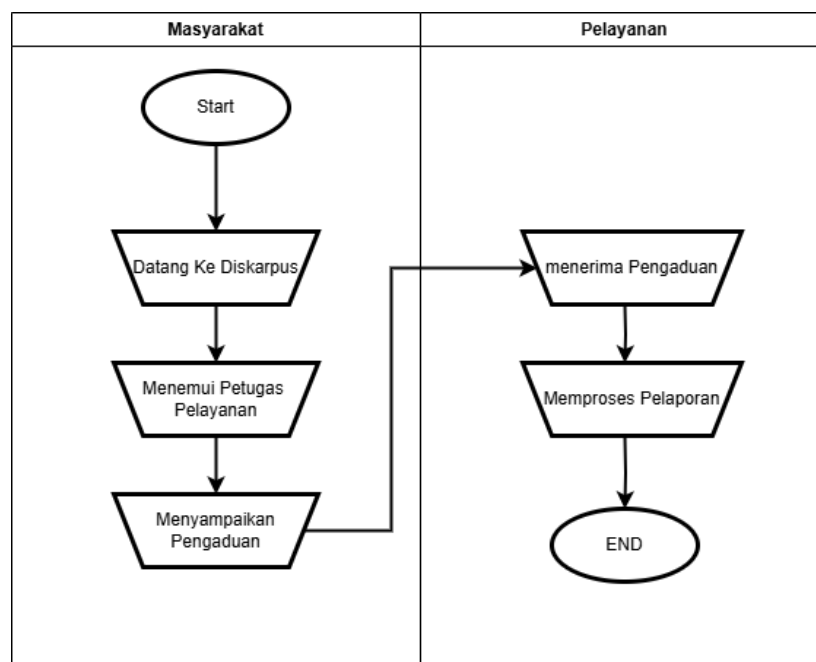 Masyarakat
Pelayanan
Start
Datang Ke Diskarpus
Menemui Petugas
Pelayanan
Menyampaikan
Pengaduan
menerima Pengaduan
Memproses Pelaporan
END